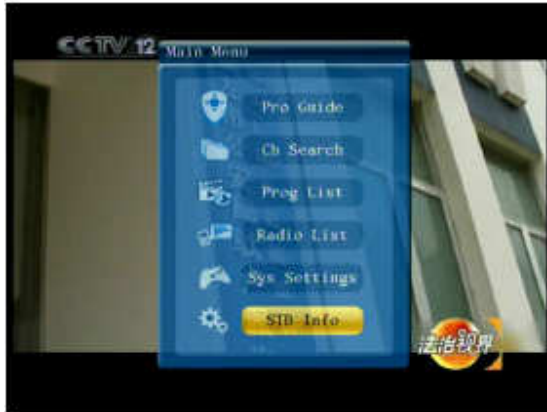 CCTV 12
Main Menu
Pro Guide
Ch Search
Prog List
Radio List
Sys Settings
STB Info
法治视界